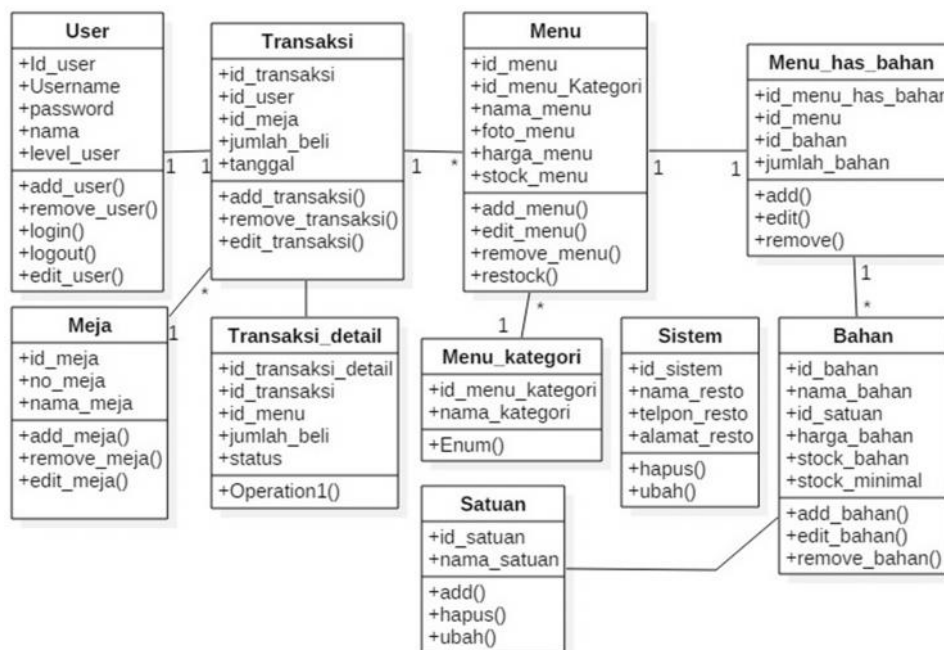 User
+Id_user
+Username
+password
+nama
+level_user
+add_user()
+remove_user()
+login()
+logout()
+edit_user()
1
1
Transaksi
+id_transaksi
+id_user
+id_meja
+jumlah_beli
+tanggal
+add_transaksi()
+remove_transaksi()
+edit_transaksi()
1
*
Menu
+id_menu
+id_menu_Kategori
+nama_menu
+foto_menu
+harga_menu
+stock_menu
+add_menu()
+edit_menu()
+remove_menu()
+restock()
1
1
Menu_has_bahan
+id_menu_has_bahan
+id_menu
+id_bahan
+jumlah_bahan
+add()
+edit()
+remove()
1
*
*
1
Meja
+id_meja
+no_meja
+nama_meja
+add_meja()
+remove_meja()
+edit_meja()
Transaksi_detail
+id_transaksi_detail
+id_transaksi
+id_menu
+jumlah_beli
+status
+Operation1()
*
1
Menu_kategori
+id_menu_kategori
+nama_kategori
+Enum()
Sistem
+id_sistem
+nama_resto
+telpon_resto
+alamat_resto
+hapus()
+ubah()
Bahan
+id_bahan
+nama_bahan
+id_satuan
+harga_bahan
+stock_bahan
+stock_minimal
+add_bahan()
+edit_bahan()
+remove_bahan()
Satuan
+id_satuan
+nama_satuan
+add()
+hapus()
+ubah()